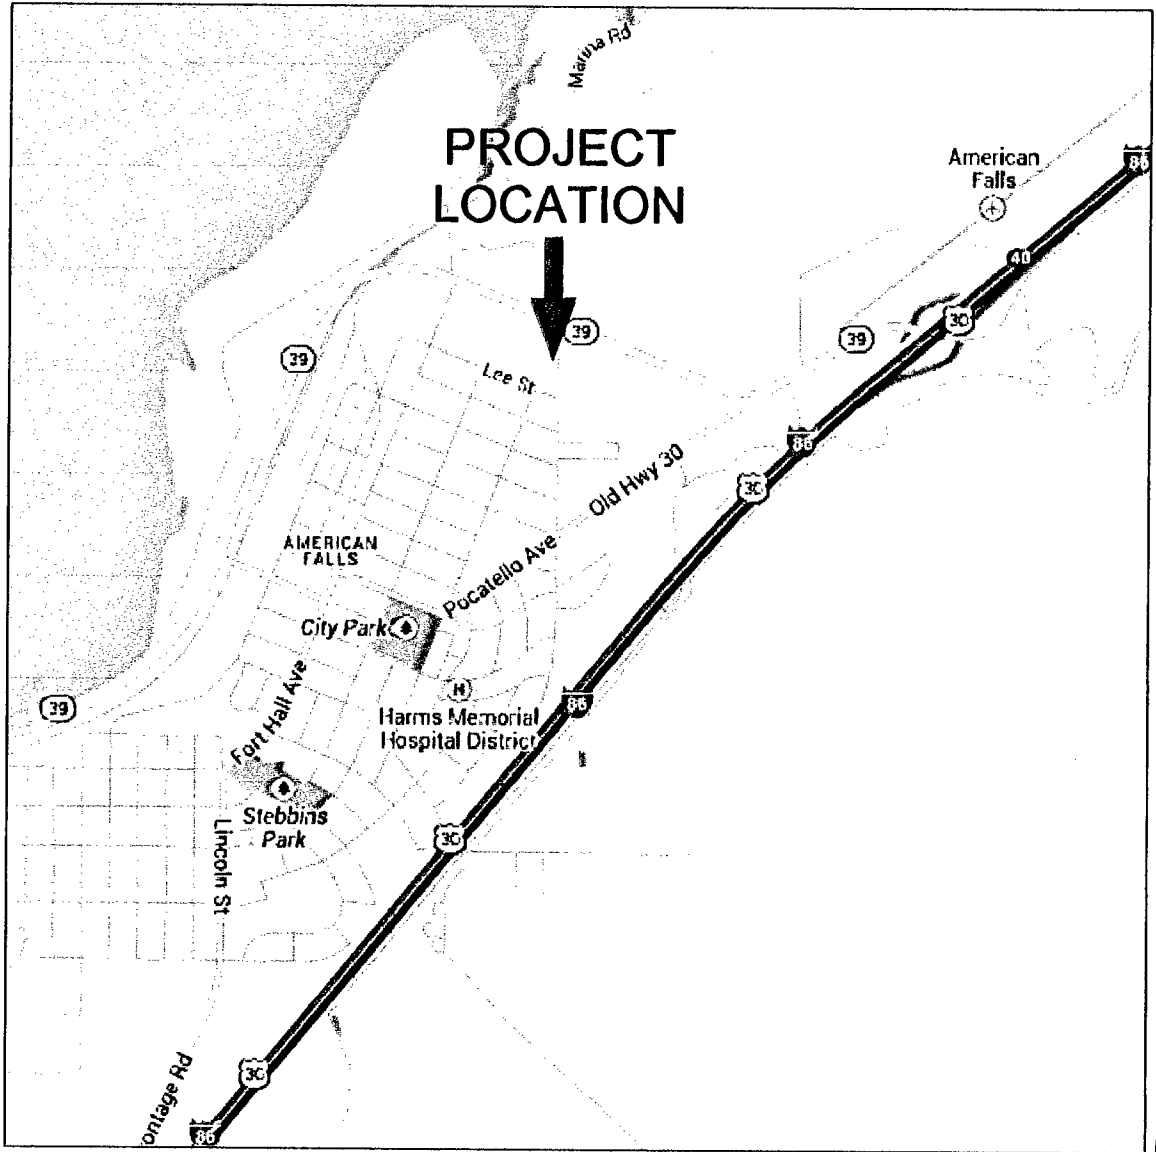 Marina Rd
PROJECT
LOCATION
American
Falls
86
40
30
39
39
39
Lee St
86
30
Old Hwy 30
AMERICAN
FALLS
Pocatello Ave
City Park
H
Harms Memorial
Hospital District
86
39
Fort Hall Ave
Stebbins
Park
30
Lincoln St
30
ontage Rd
86